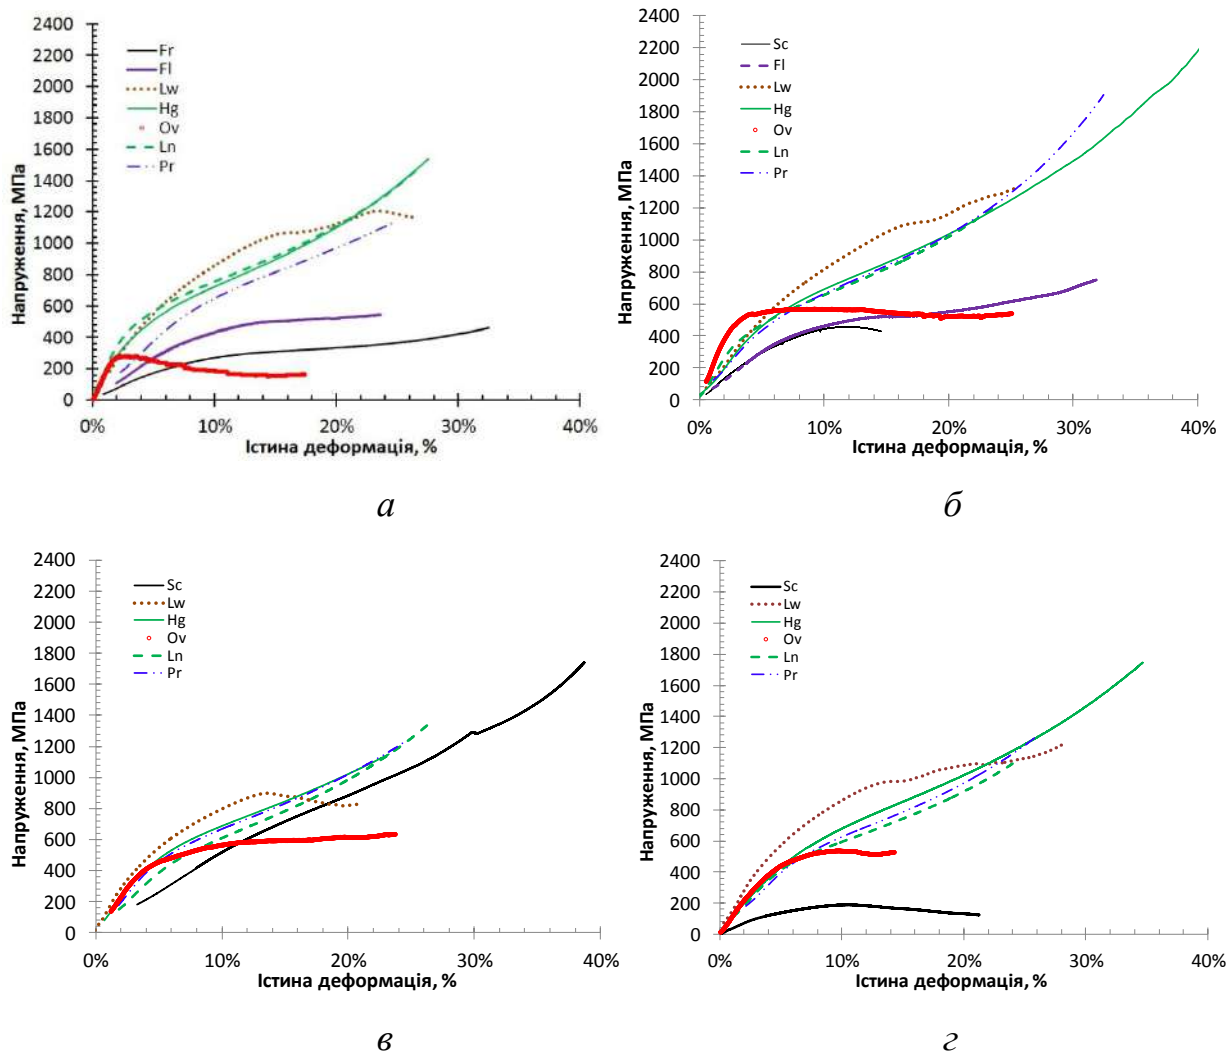 2400
2200
2000
1800
1600
1400
1200
1000
800
600
400
200
0
Напруження, МПа
Fr
Fl
Lw
Hg
Ov
Ln
Pr
0% 10% 20% 30% 40%
Істина деформація, %
а
2400
2200
2000
1800
1600
1400
1200
1000
800
600
400
200
0
Напруження, МПа
Sc
Fl
Lw
Hg
Ov
Ln
Pr
0% 10% 20% 30% 40%
Істина деформація, %
б
2400
2200
2000
1800
1600
1400
1200
1000
800
600
400
200
0
Напруження, МПа
Sc
Lw
Hg
Ov
Ln
Pr
0% 10% 20% 30% 40%
Істина деформація, %
в
2400
2200
2000
1800
1600
1400
1200
1000
800
600
400
200
0
Напруження, МПа
Sc
Lw
Hg
Ov
Ln
Pr
0% 10% 20% 30% 40%
Істина деформація, %
г